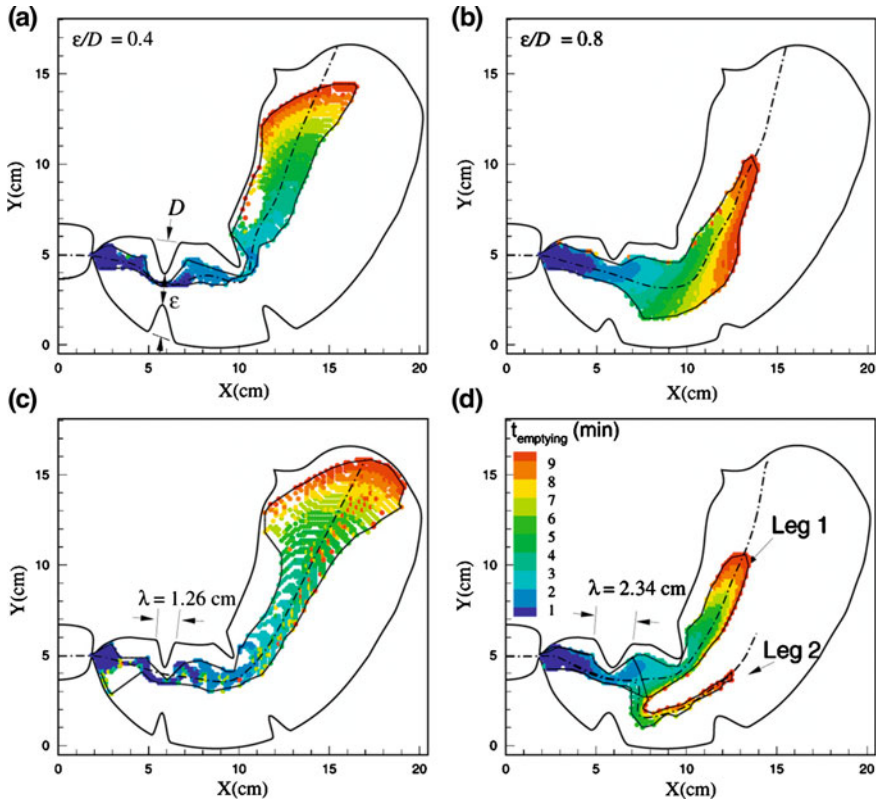 (a)
ε/D = 0.4
D
ε
15
10
5
0
Y(cm)
0 5 10 15 20
X(cm)
(b)
ε/D = 0.8
15
10
5
0
Y(cm)
0 5 10 15 20
X(cm)
(c)
λ = 1.26 cm
15
10
5
0
Y(cm)
0 5 10 15 20
X(cm)
(d)
t_emptying (min)
9
8
7
6
5
4
3
2
1
λ = 2.34 cm
Leg 1
Leg 2
15
10
5
0
Y(cm)
0 5 10 15 20
X(cm)